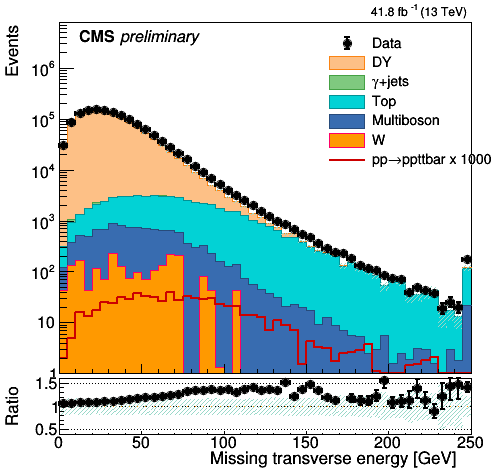 41.8 fb⁻¹ (13 TeV)
CMS preliminary
Events
Data
DY
γ+jets
Top
Multiboson
W
pp→ppttbar x 1000
10⁶
10⁵
10⁴
10³
10²
10
1
Ratio
1.5
1
0.5
0 50 100 150 200 250
Missing transverse energy [GeV]